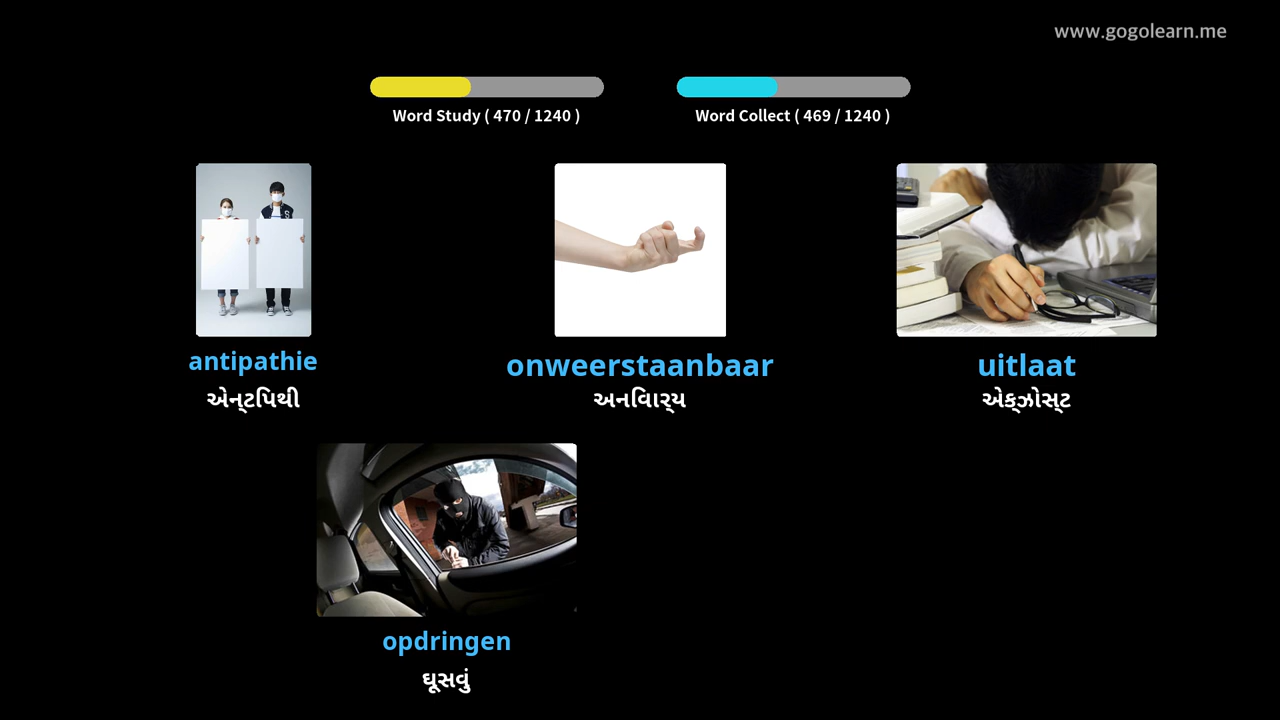 www.gogolearn.me
Word Study ( 470 / 1240 )
Word Collect ( 469 / 1240 )
antipathie
એન્ટિપથી
onweerstaanbaar
અનિવાર્ય
uitlaat
એક્ઝોસ્ટ
opdringen
ઘૂસવું